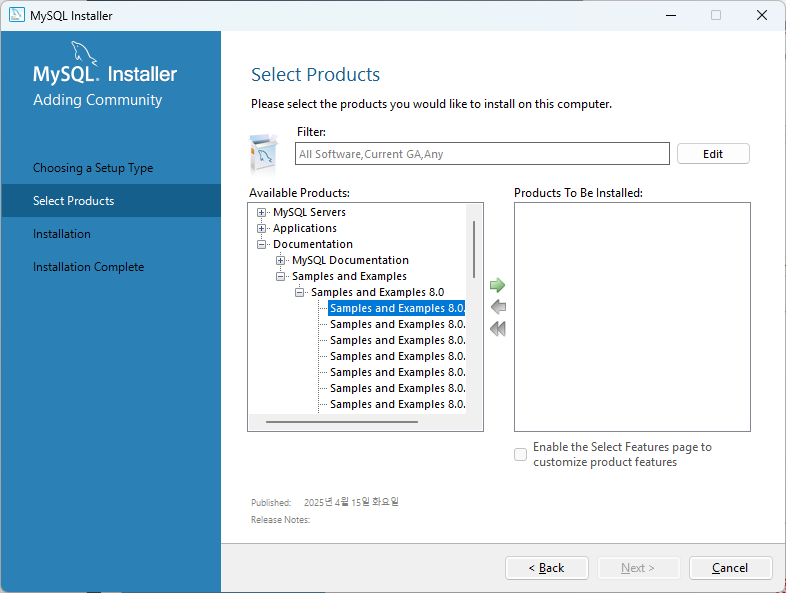 MySQL Installer
MySQL. Installer
Adding Community
Choosing a Setup Type
Select Products
Installation
Installation Complete
Select Products
Please select the products you would like to install on this computer.
Filter:
All Software,Current GA,Any
Edit
Available Products:
MySQL Servers
Applications
Documentation
MySQL Documentation
Samples and Examples
Samples and Examples 8.0
Samples and Examples 8.0.
Samples and Examples 8.0.
Samples and Examples 8.0.
Samples and Examples 8.0.
Samples and Examples 8.0.
Samples and Examples 8.0.
Samples and Examples 8.0.
Products To Be Installed:
Enable the Select Features page to
customize product features
Published: 2025년 4월 15일 화요일
Release Notes:
< Back
Next >
Cancel